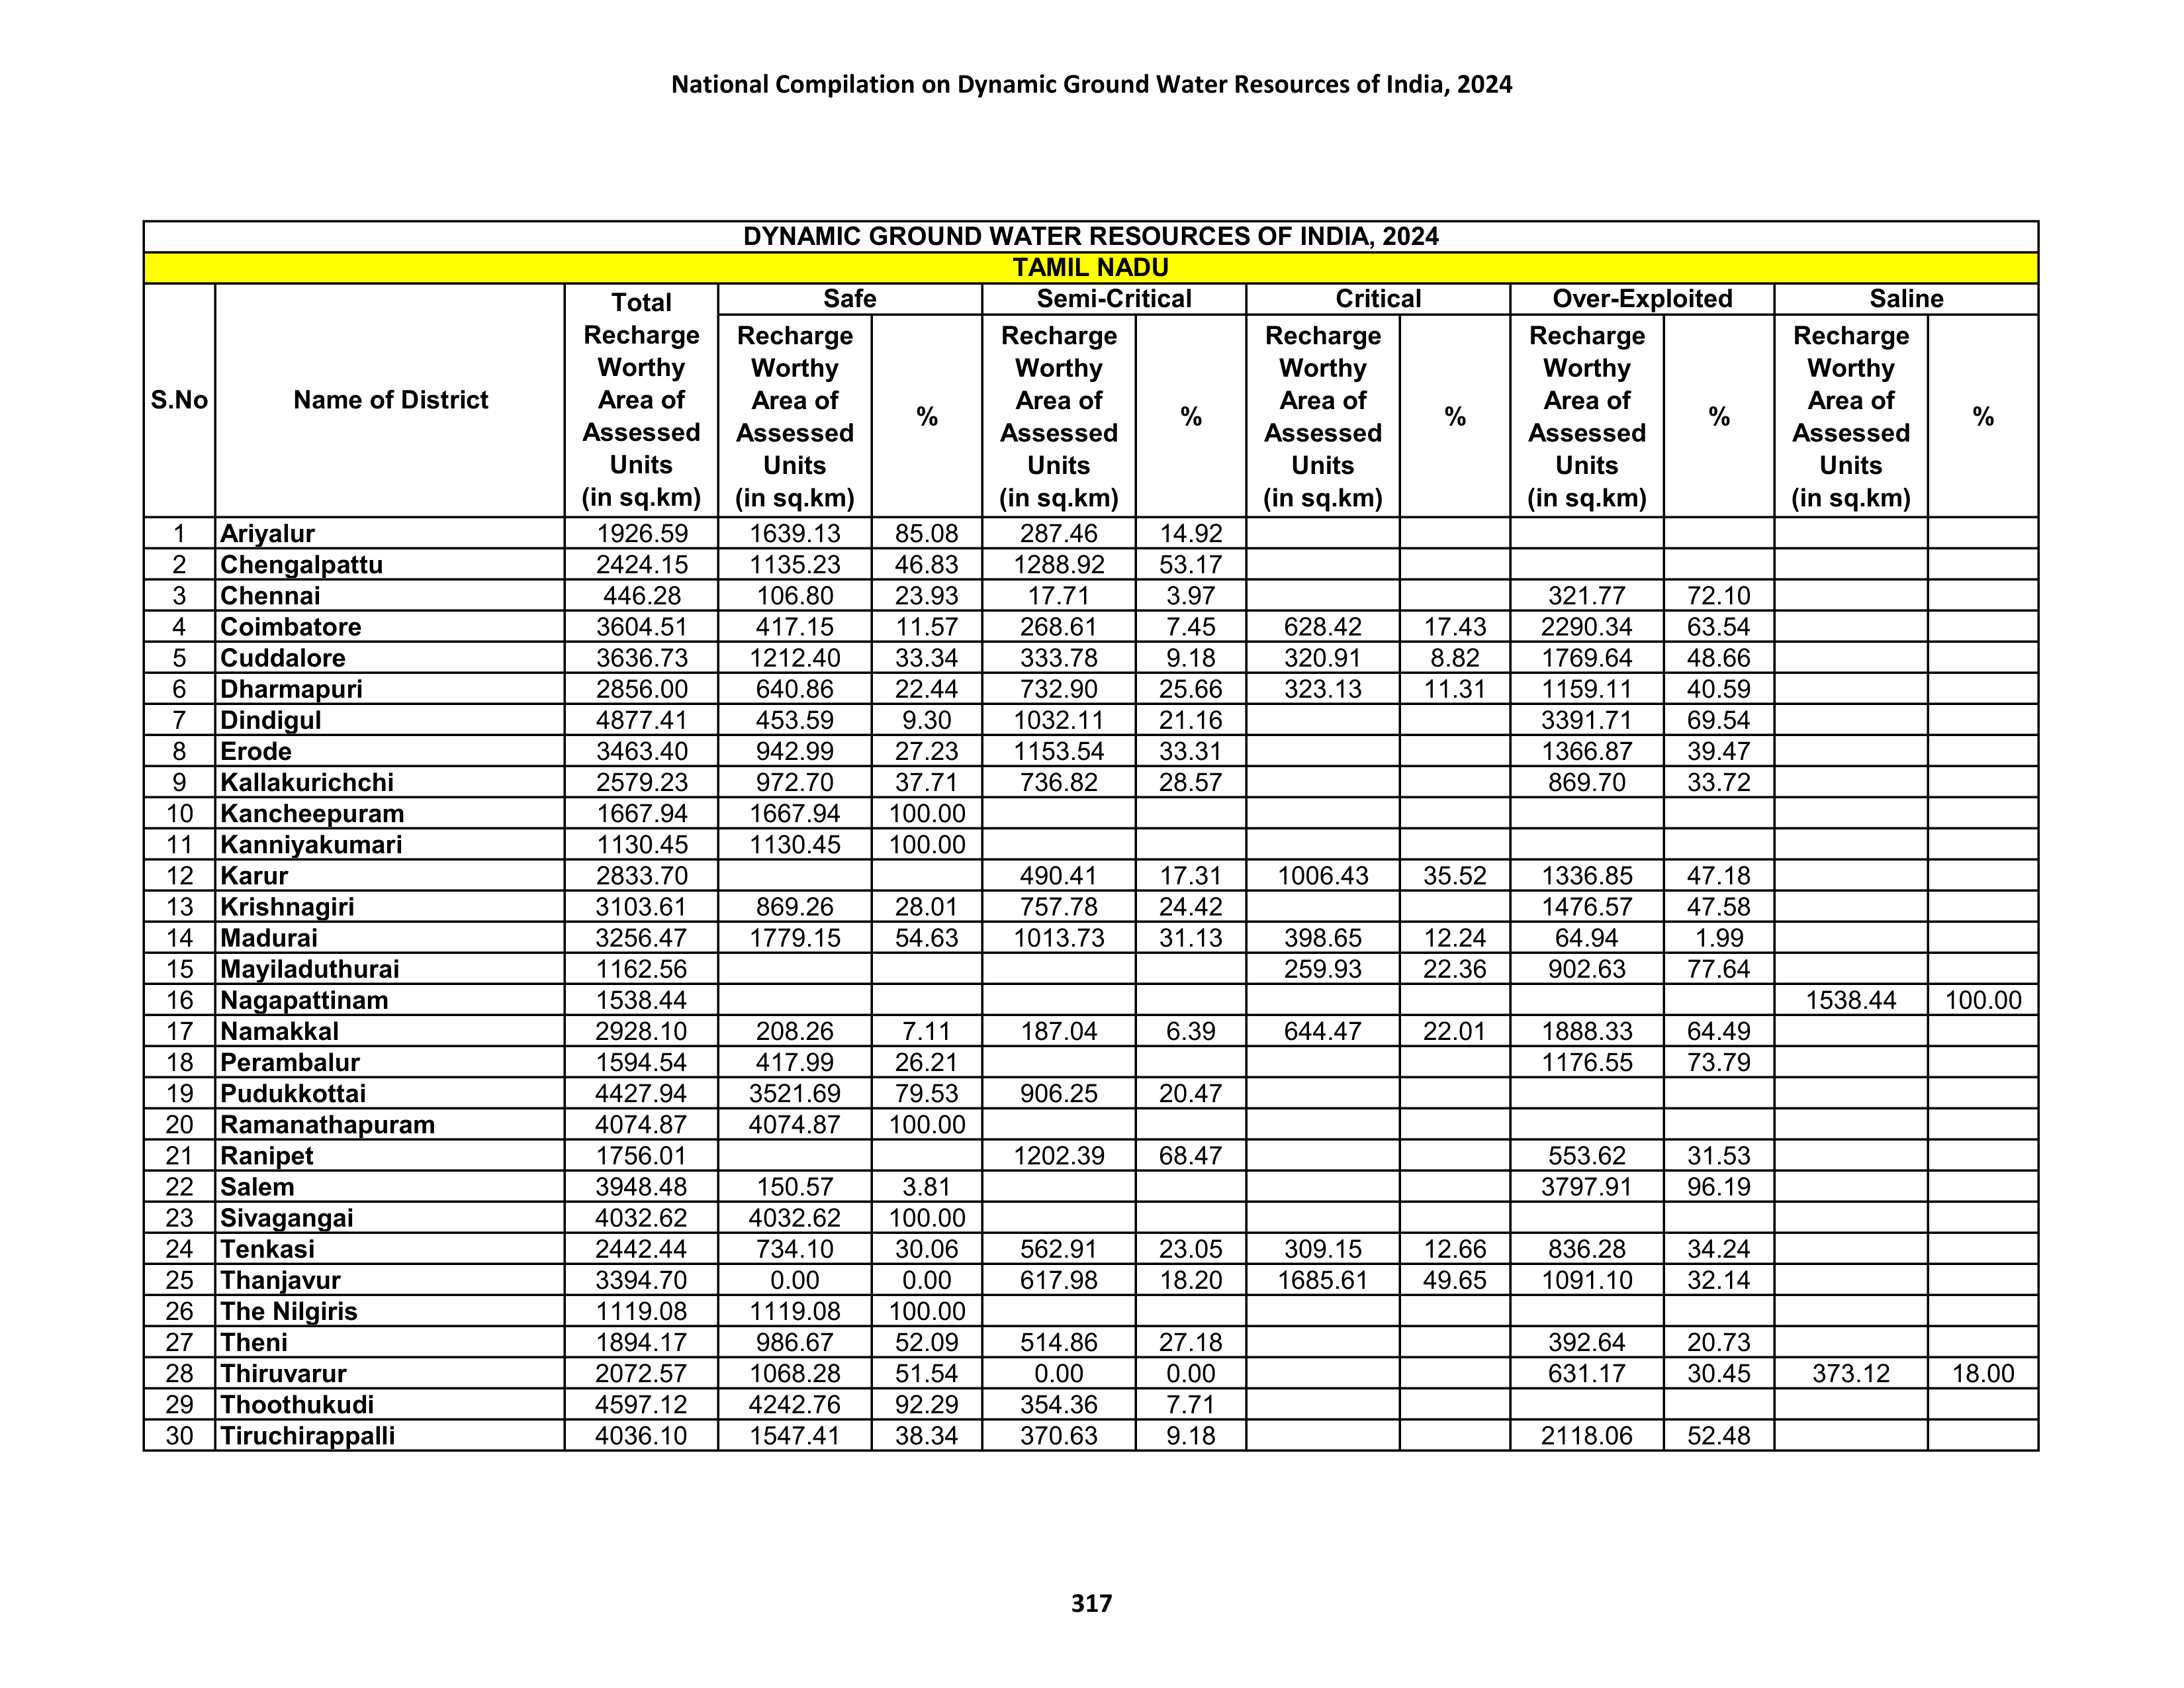 National Compilation on Dynamic Ground Water Resources of India, 2024
DYNAMIC GROUND WATER RESOURCES OF INDIA, 2024
TAMIL NADU
S.No Name of District Total Recharge Worthy Area of Assessed Units (in sq.km) Safe Semi-Critical Critical Over-Exploited Saline
Recharge Worthy Area of Assessed Units (in sq.km) % Recharge Worthy Area of Assessed Units (in sq.km) % Recharge Worthy Area of Assessed Units (in sq.km) % Recharge Worthy Area of Assessed Units (in sq.km) % Recharge Worthy Area of Assessed Units (in sq.km) %
1 Ariyalur 1926.59 1639.13 85.08 287.46 14.92
2 Chengalpattu 2424.15 1135.23 46.83 1288.92 53.17
3 Chennai 446.28 106.80 23.93 17.71 3.97 321.77 72.10
4 Coimbatore 3604.51 417.15 11.57 268.61 7.45 628.42 17.43 2290.34 63.54
5 Cuddalore 3636.73 1212.40 33.34 333.78 9.18 320.91 8.82 1769.64 48.66
6 Dharmapuri 2856.00 640.86 22.44 732.90 25.66 323.13 11.31 1159.11 40.59
7 Dindigul 4877.41 453.59 9.30 1032.11 21.16 3391.71 69.54
8 Erode 3463.40 942.99 27.23 1153.54 33.31 1366.87 39.47
9 Kallakurichchi 2579.23 972.70 37.71 736.82 28.57 869.70 33.72
10 Kancheepuram 1667.94 1667.94 100.00
11 Kanniyakumari 1130.45 1130.45 100.00
12 Karur 2833.70 490.41 17.31 1006.43 35.52 1336.85 47.18
13 Krishnagiri 3103.61 869.26 28.01 757.78 24.42 1476.57 47.58
14 Madurai 3256.47 1779.15 54.63 1013.73 31.13 398.65 12.24 64.94 1.99
15 Mayiladuthurai 1162.56 259.93 22.36 902.63 77.64
16 Nagapattinam 1538.44 1538.44 100.00
17 Namakkal 2928.10 208.26 7.11 187.04 6.39 644.47 22.01 1888.33 64.49
18 Perambalur 1594.54 417.99 26.21 1176.55 73.79
19 Pudukkottai 4427.94 3521.69 79.53 906.25 20.47
20 Ramanathapuram 4074.87 4074.87 100.00
21 Ranipet 1756.01 1202.39 68.47 553.62 31.53
22 Salem 3948.48 150.57 3.81 3797.91 96.19
23 Sivagangai 4032.62 4032.62 100.00
24 Tenkasi 2442.44 734.10 30.06 562.91 23.05 309.15 12.66 836.28 34.24
25 Thanjavur 3394.70 0.00 0.00 617.98 18.20 1685.61 49.65 1091.10 32.14
26 The Nilgiris 1119.08 1119.08 100.00
27 Theni 1894.17 986.67 52.09 514.86 27.18 392.64 20.73
28 Thiruvarur 2072.57 1068.28 51.54 0.00 0.00 631.17 30.45 373.12 18.00
29 Thoothukudi 4597.12 4242.76 92.29 354.36 7.71
30 Tiruchirappalli 4036.10 1547.41 38.34 370.63 9.18 2118.06 52.48
317